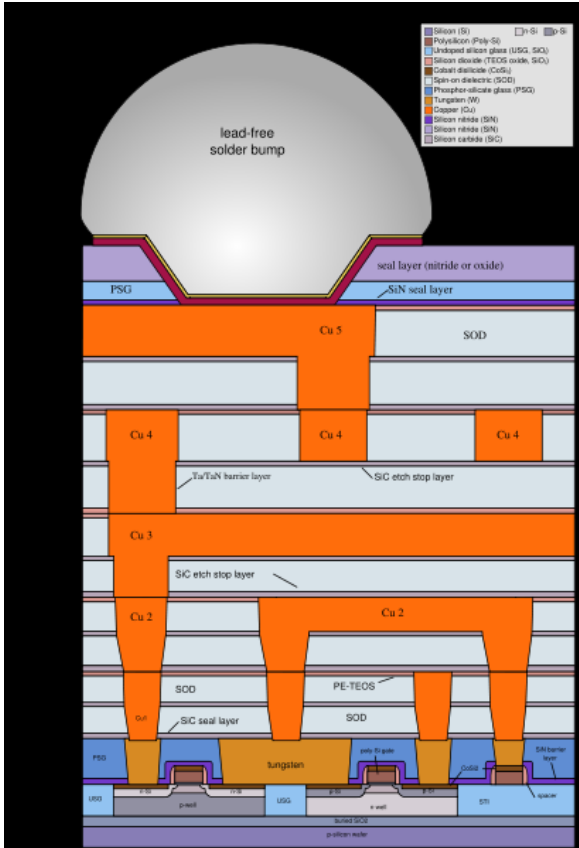 Silicon (Si) n-Si p-Si
Polysilicon (Poly-Si)
Undoped silicon glass (USG, SiO₂)
Silicon dioxide (TEOS oxide, SiO₂)
Cobalt disilicide (CoSi₂)
Spin-on dielectric (SOD)
Phosphor-silicate glass (PSG)
Tungsten (W)
Copper (Cu)
Silicon nitride (SiN)
Silicon nitride (SiN)
Silicon carbide (SiC)
lead-free
solder bump
seal layer (nitride or oxide)
PSG
SiN seal layer
Cu 5
SOD
Cu 4
Cu 4
Cu 4
Ta/TaN barrier layer
SiC etch stop layer
Cu 3
SiC etch stop layer
Cu 2
Cu 2
SOD
PE-TEOS
Cu1
SiC seal layer
SOD
PSG
tungsten
poly Si gate
SiN barrier
layer
CoSi2
n-Si
n-Si
p-Si
p-Si
spacer
USG
p-well
USG
n-well
STI
buried SiO2
p-silicon wafer